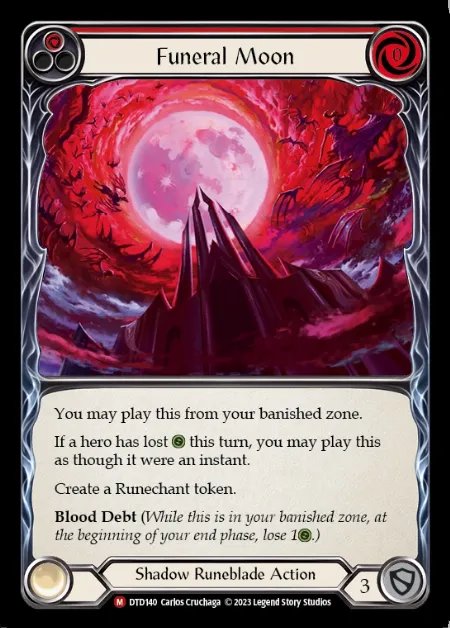 Funeral Moon
0
You may play this from your banished zone.
If a hero has lost this turn, you may play this
as though it were an instant.
Create a Runechant token.
Blood Debt (While this is in your banished zone, at
the beginning of your end phase, lose 1.)
Shadow Runeblade Action
3
M DTD140 Carlos Cruchaga © 2023 Legend Story Studios